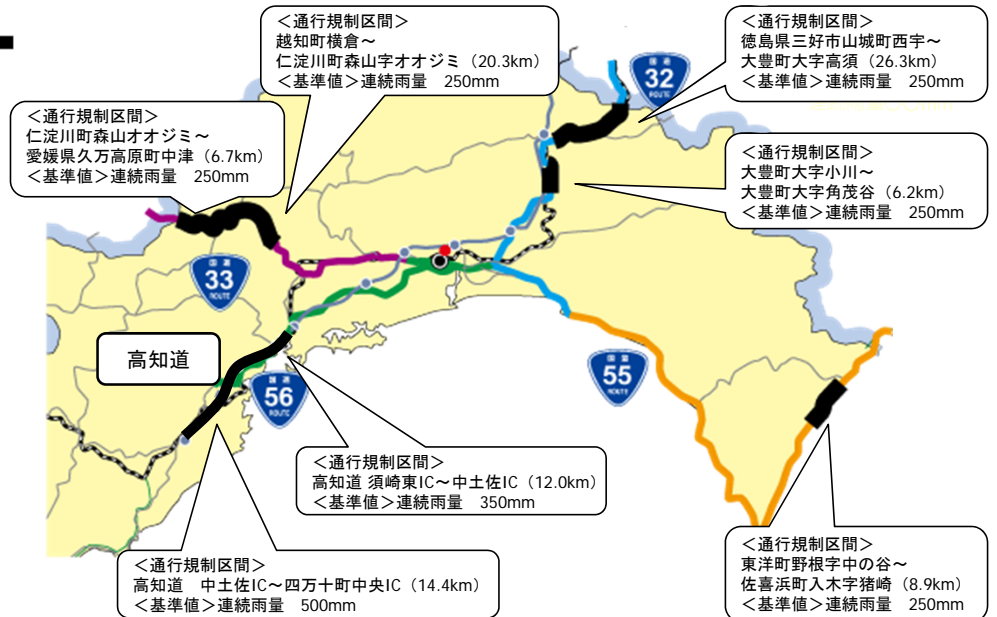 ＜通行規制区間＞
越知町横倉～
仁淀川町森山字オオジミ（20.3km）
＜基準値＞連続雨量　250mm
＜通行規制区間＞
徳島県三好市山城町西宇～
大豊町大字高須（26.3km）
＜基準値＞連続雨量　250mm
国道
32
ROUTE
＜通行規制区間＞
仁淀川町森山オオジミ～
愛媛県久万高原町中津（6.7km）
＜基準値＞連続雨量　250mm
＜通行規制区間＞
大豊町大字小川～
大豊町大字角茂谷（6.2km）
＜基準値＞連続雨量　250mm
国道
33
ROUTE
高知道
国道
56
ROUTE
国道
55
ROUTE
＜通行規制区間＞
高知道 須崎東IC～中土佐IC（12.0km）
＜基準値＞連続雨量　350mm
＜通行規制区間＞
高知道　中土佐IC～四万十町中央IC（14.4km）
＜基準値＞連続雨量　500mm
＜通行規制区間＞
東洋町野根字中の谷～
佐喜浜町入木字猪崎（8.9km）
＜基準値＞連続雨量　250mm